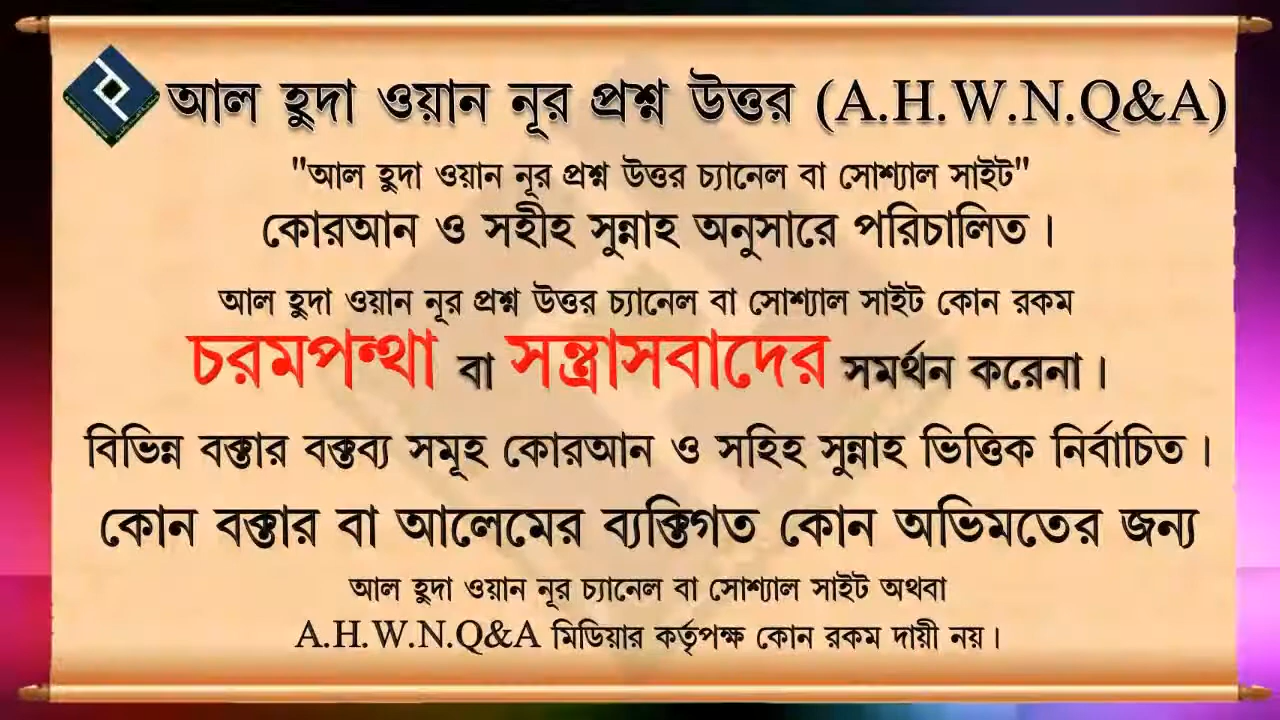 আল হুদা ওয়ান নূর প্রশ্ন উত্তর (A.H.W.N.Q&A)
"আল হুদা ওয়ান নূর প্রশ্ন উত্তর চ্যানেল বা সোশ্যাল সাইট"
কোরআন ও সহীহ সুন্নাহ অনুসারে পরিচালিত।
আল হুদা ওয়ান নূর প্রশ্ন উত্তর চ্যানেল বা সোশ্যাল সাইট কোন রকম
চরমপন্থা বা সন্ত্রাসবাদের সমর্থন করেনা।
বিভিন্ন বক্তার বক্তব্য সমূহ কোরআন ও সহিহ সুন্নাহ ভিত্তিক নির্বাচিত।
কোন বক্তার বা আলেমের ব্যক্তিগত কোন অভিমতের জন্য
আল হুদা ওয়ান নূর চ্যানেল বা সোশ্যাল সাইট অথবা
A.H.W.N.Q&A মিডিয়ার কর্তৃপক্ষ কোন রকম দায়ী নয়।